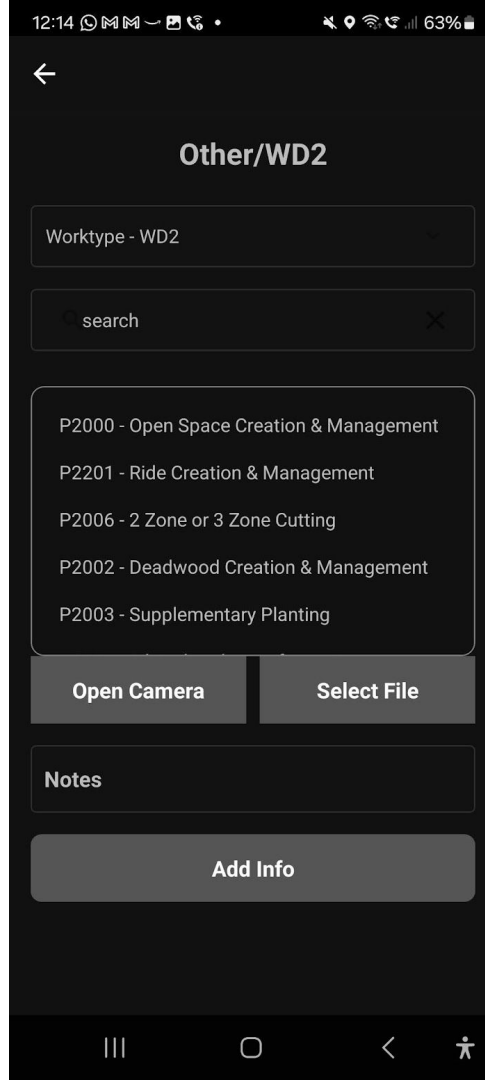 12:14 63%
Other/WD2
Worktype - WD2
search
P2000 - Open Space Creation & Management
P2201 - Ride Creation & Management
P2006 - 2 Zone or 3 Zone Cutting
P2002 - Deadwood Creation & Management
P2003 - Supplementary Planting
Open Camera Select File
Notes
Add Info